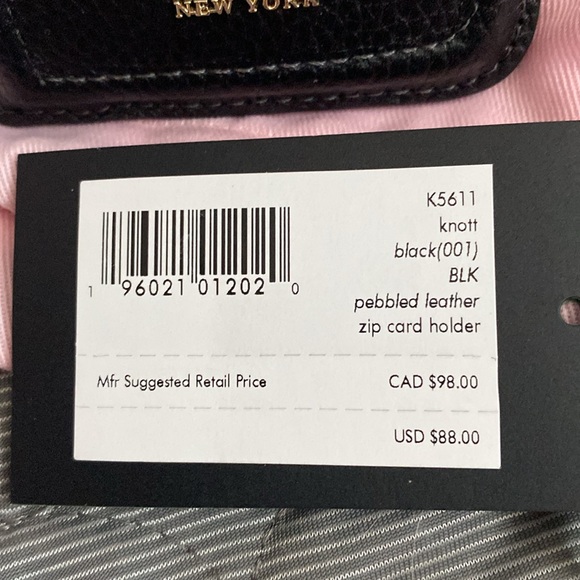 NEW YORK
K5611
knott
black(001)
BLK
pebbled leather
zip card holder
1 96021 01202 0
Mfr Suggested Retail Price CAD $98.00
USD $88.00